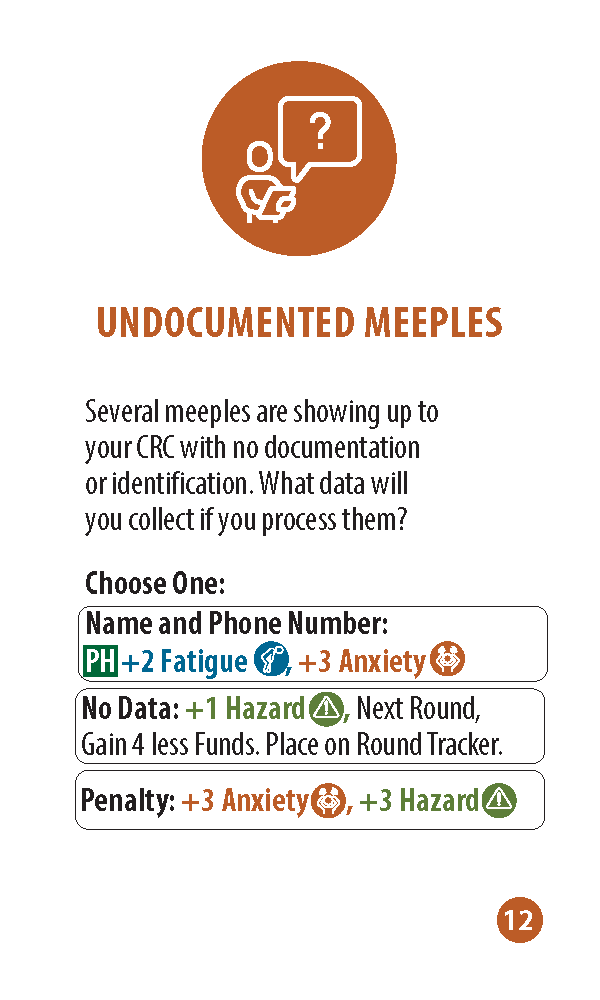 ?
UNDOCUMENTED MEEPLES
Several meeples are showing up to
your CRC with no documentation
or identification. What data will
you collect if you process them?
Choose One:
Name and Phone Number:
PH +2 Fatigue , +3 Anxiety
No Data: +1 Hazard , Next Round,
Gain 4 less Funds. Place on Round Tracker.
Penalty: +3 Anxiety , +3 Hazard
12